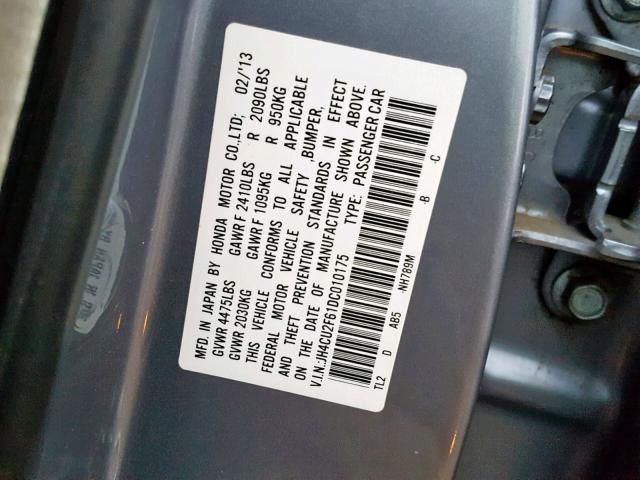 MFD. IN JAPAN BY HONDA MOTOR CO.,LTD; 02/'13
GVWR 4475LBS GAWR F 2410LBS R 2090LBS
GVWR 2030KG GAWR F 1095KG R 950KG
THIS VEHICLE CONFORMS TO ALL APPLICABLE
FEDERAL MOTOR VEHICLE SAFETY ,BUMPER,
AND THEFT PREVENTION STANDARDS IN EFFECT
ON THE DATE OF MANUFACTURE SHOWN ABOVE.
V.I.N:JH4CU2F61DC010175 TYPE: PASSENGER CAR
TL2 D AB5 NH789M -B -C